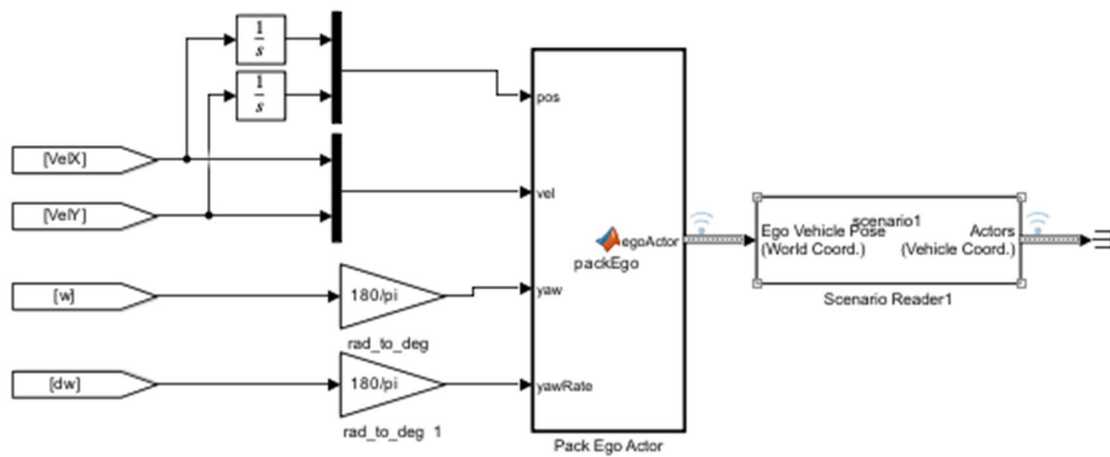 1
s
1
s
pos
[VelX]
vel
[VelY]
scenario1
egoActor
Ego Vehicle Pose
(World Coord.)
Actors
(Vehicle Coord.)
packEgo
[w]
180/pi
yaw
Scenario Reader1
rad_to_deg
[dw]
180/pi
yawRate
rad_to_deg 1
Pack Ego Actor